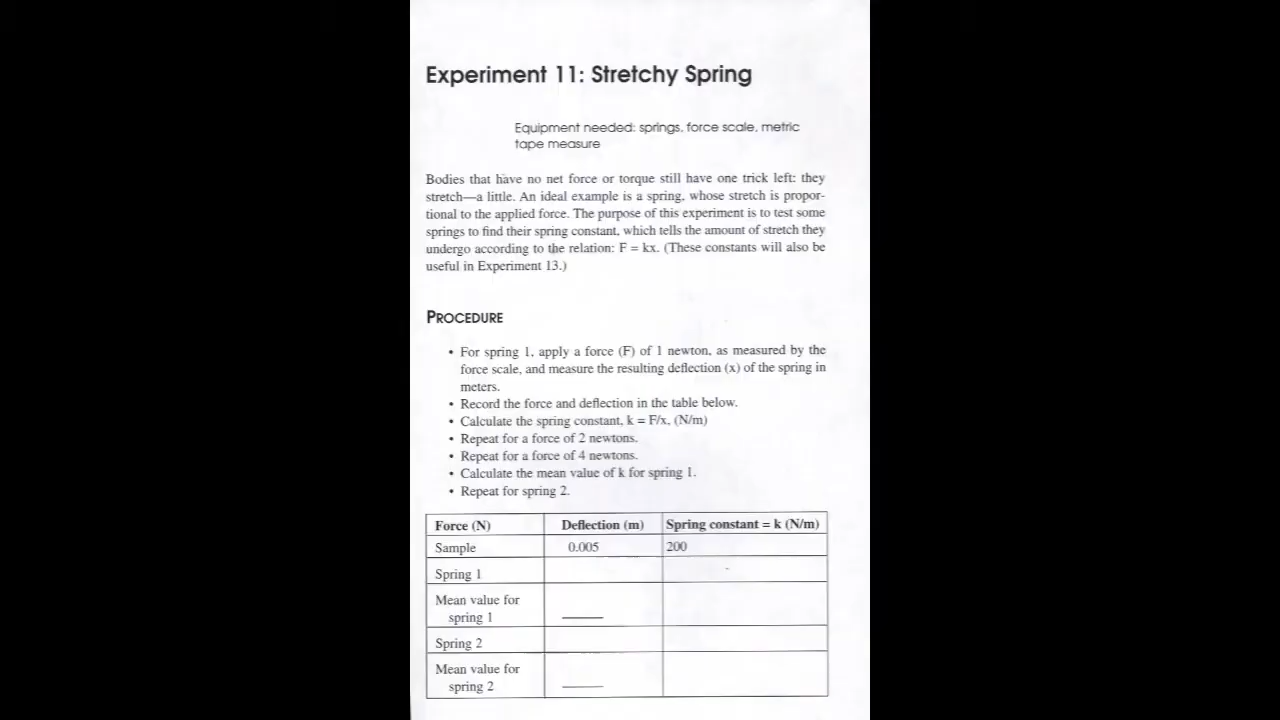 Experiment 11: Stretchy Spring
Equipment needed: springs, force scale, metric
tape measure
Bodies that have no net force or torque still have one trick left: they
stretch—a little. An ideal example is a spring, whose stretch is propor-
tional to the applied force. The purpose of this experiment is to test some
springs to find their spring constant, which tells the amount of stretch they
undergo according to the relation: F = kx. (These constants will also be
useful in Experiment 13.)
PROCEDURE
• For spring 1, apply a force (F) of 1 newton, as measured by the
force scale, and measure the resulting deflection (x) of the spring in
meters.
• Record the force and deflection in the table below.
• Calculate the spring constant, k = F/x, (N/m)
• Repeat for a force of 2 newtons.
• Repeat for a force of 4 newtons.
• Calculate the mean value of k for spring 1.
• Repeat for spring 2.
Force (N) Deflection (m) Spring constant = k (N/m)
Sample 0.005 200
Spring 1
Mean value for
spring 1
Spring 2
Mean value for
spring 2